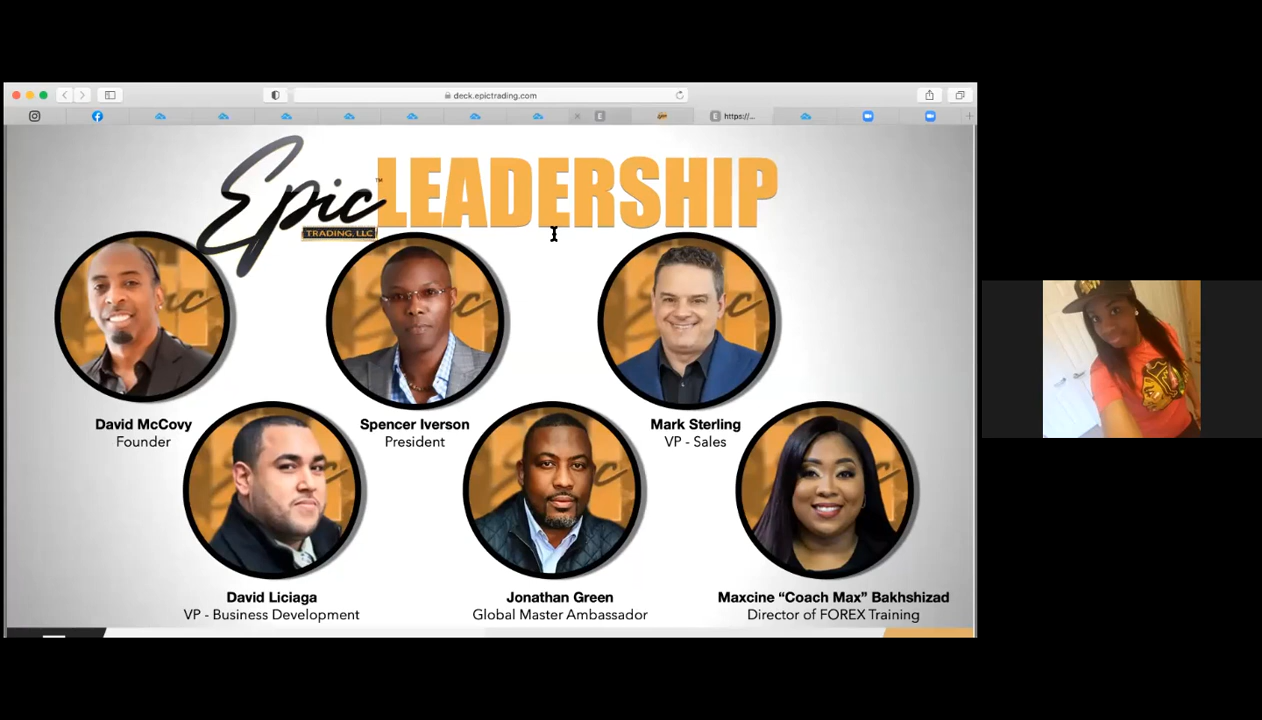 deck.epictrading.com
https://...
Epic™ LEADERSHIP
TRADING, LLC
David McCovy
Founder
Spencer Iverson
President
Mark Sterling
VP - Sales
David Liciaga
VP - Business Development
Jonathan Green
Global Master Ambassador
Maxcine “Coach Max” Bakhshizad
Director of FOREX Training